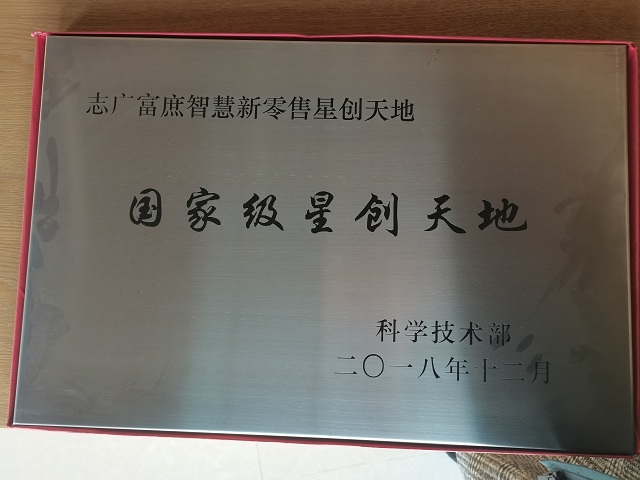 志广富庶智慧新零售星创天地
国家级星创天地
科学技术部
二〇一八年十二月